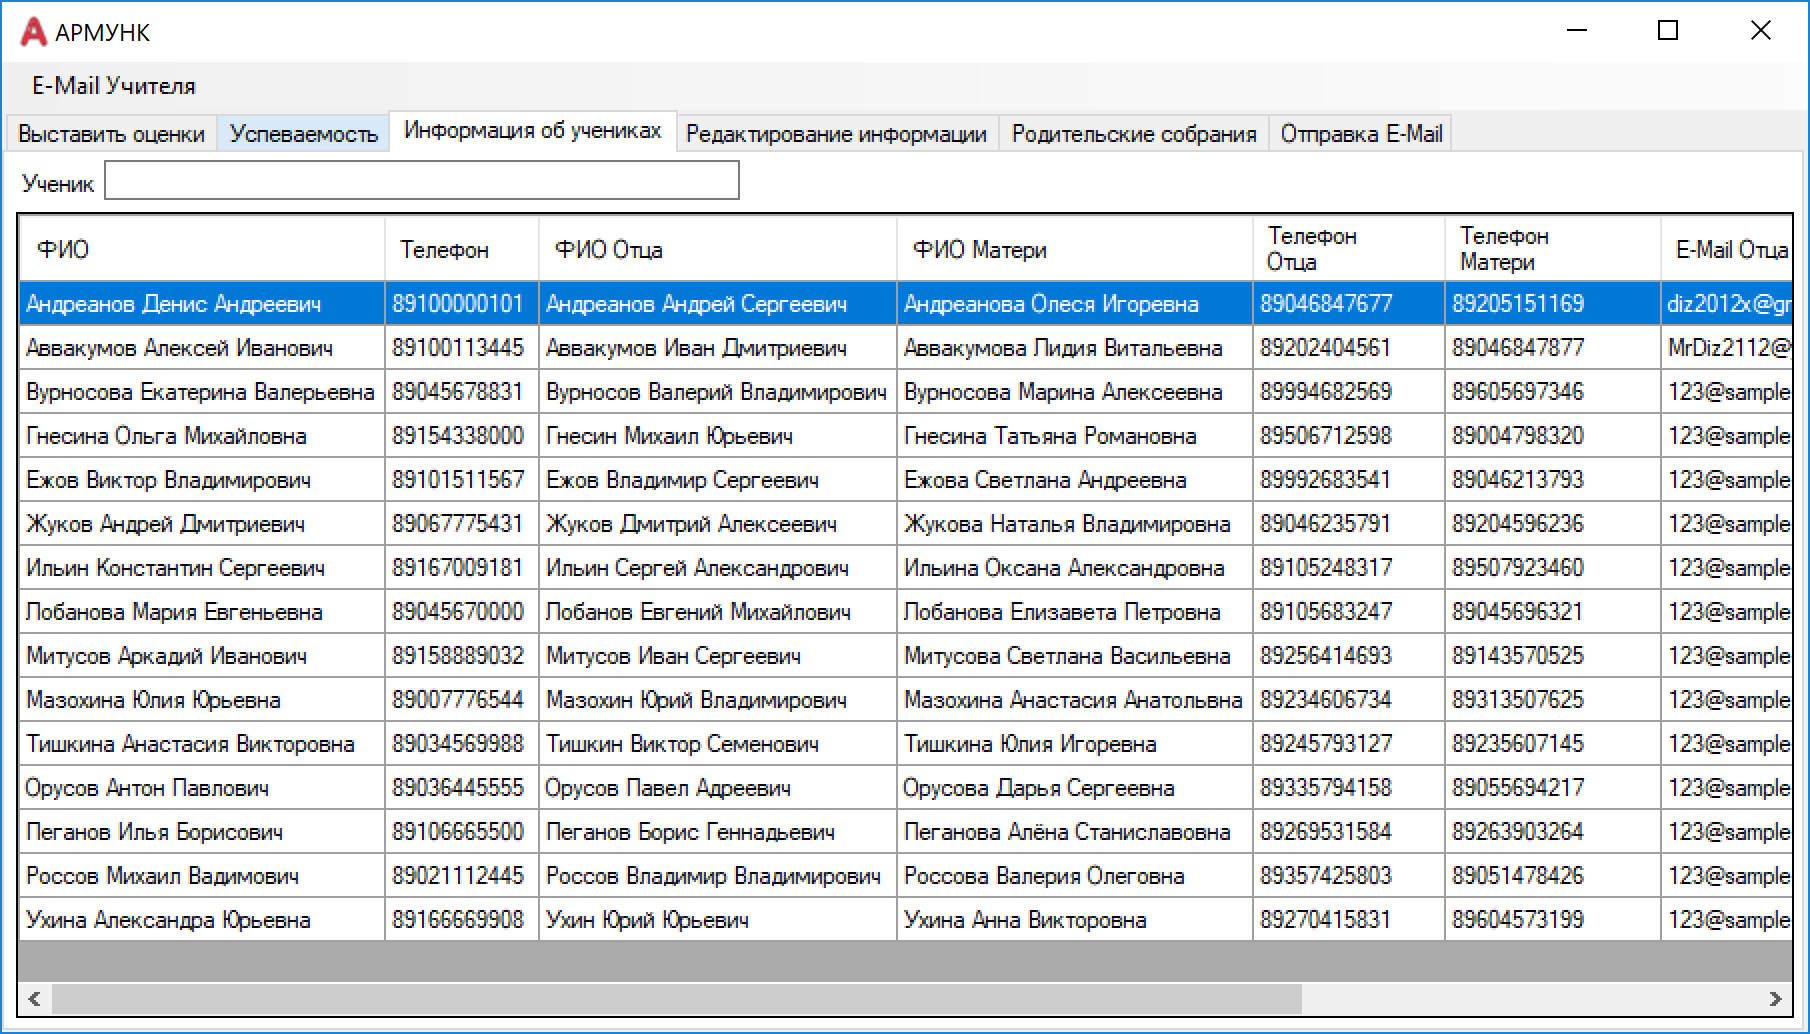 АРМУНК
E-Mail Учителя
Выставить оценки Успеваемость Информация об учениках Редактирование информации Родительские собрания Отправка E-Mail
Ученик
ФИО Телефон ФИО Отца ФИО Матери Телефон Отца Телефон Матери E-Mail Отца
Андреанов Денис Андреевич 89100000101 Андреанов Андрей Сергеевич Андреанова Олеся Игоревна 89046847677 89205151169 diz2012x@gr
Аввакумов Алексей Иванович 89100113445 Аввакумов Иван Дмитриевич Аввакумова Лидия Витальевна 89202404561 89046847877 MrDiz2112@
Вурносова Екатерина Валерьевна 89045678831 Вурносов Валерий Владимирович Вурносова Марина Алексеевна 89994682569 89605697346 123@sample
Гнесина Ольга Михайловна 89154338000 Гнесин Михаил Юрьевич Гнесина Татьяна Романовна 89506712598 89004798320 123@sample
Ежов Виктор Владимирович 89101511567 Ежов Владимир Сергеевич Ежова Светлана Андреевна 89992683541 89046213793 123@sample
Жуков Андрей Дмитриевич 89067775431 Жуков Дмитрий Алексеевич Жукова Наталья Владимировна 89046235791 89204596236 123@sample
Ильин Константин Сергеевич 89167009181 Ильин Сергей Александрович Ильина Оксана Александровна 89105248317 89507923460 123@sample
Лобанова Мария Евгеньевна 89045670000 Лобанов Евгений Михайлович Лобанова Елизавета Петровна 89105683247 89045696321 123@sample
Митусов Аркадий Иванович 89158889032 Митусов Иван Сергеевич Митусова Светлана Васильевна 89256414693 89143570525 123@sample
Мазохина Юлия Юрьевна 89007776544 Мазохин Юрий Владимирович Мазохина Анастасия Анатольвна 89234606734 89313507625 123@sample
Тишкина Анастасия Викторовна 89034569988 Тишкин Виктор Семенович Тишкина Юлия Игоревна 89245793127 89235607145 123@sample
Орусов Антон Павлович 89036445555 Орусов Павел Адреевич Орусова Дарья Сергеевна 89335794158 89055694217 123@sample
Пеганов Илья Борисович 89106665500 Пеганов Борис Геннадьевич Пеганова Алёна Станиславовна 89269531584 89263903264 123@sample
Россов Михаил Вадимович 89021112445 Россов Владимир Владимирович Россова Валерия Олеговна 89357425803 89051478426 123@sample
Ухина Александра Юрьевна 89166669908 Ухин Юрий Юрьевич Ухина Анна Викторовна 89270415831 89604573199 123@sample